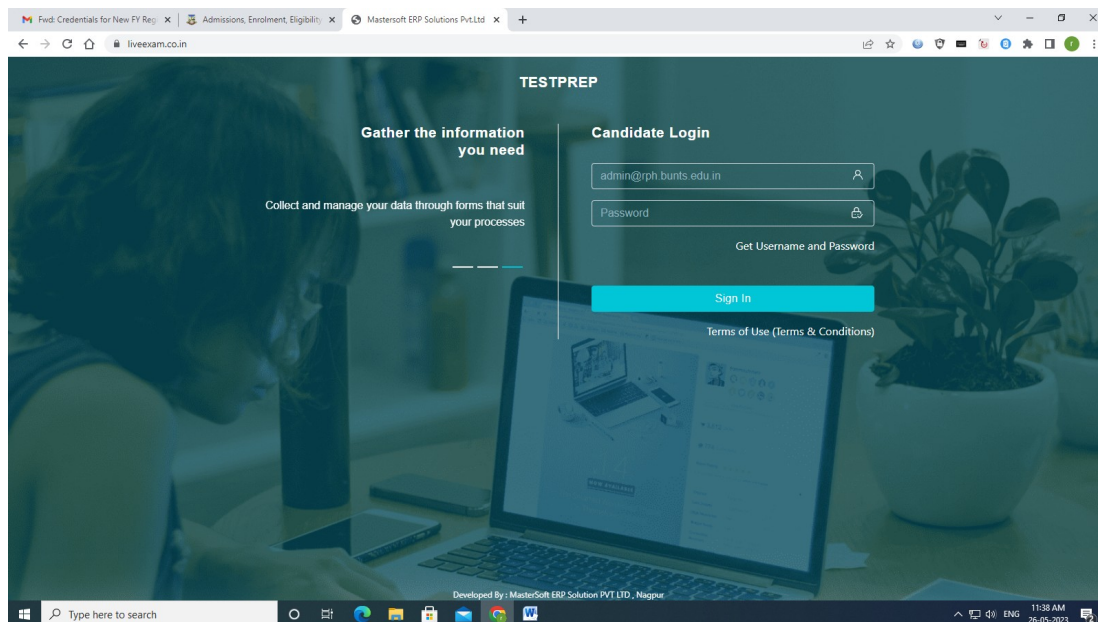 Fwd: Credentials for New FY Reg
Admissions, Enrolment, Eligibility
Mastersoft ERP Solutions Pvt.Ltd
liveexam.co.in
TESTPREP
Gather the information
you need
Collect and manage your data through forms that suit
your processes
Candidate Login
admin@rph.bunts.edu.in
Password
Get Username and Password
Sign In
Terms of Use (Terms & Conditions)
Developed By : MasterSoft ERP Solution PVT LTD , Nagpur
Type here to search
ENG
11:38 AM
26-05-2023